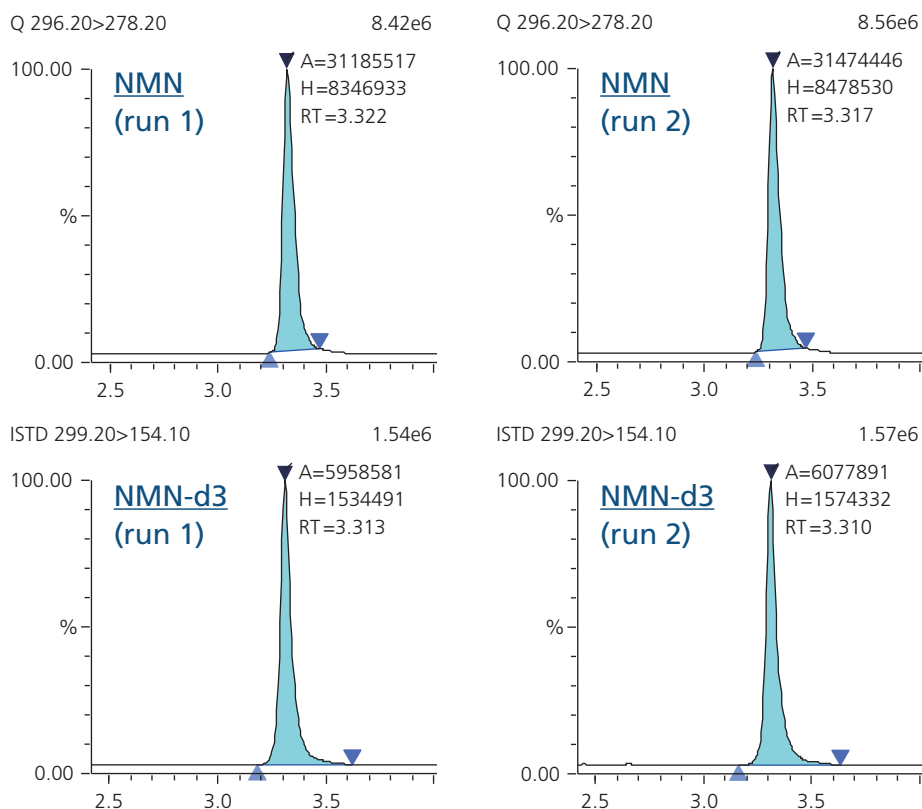 Q 296.20>278.20 8.42e6
100.00
NMN
(run 1)
A=31185517
H=8346933
RT=3.322
%
0.00
2.5 3.0 3.5
Q 296.20>278.20 8.56e6
100.00
NMN
(run 2)
A=31474446
H=8478530
RT=3.317
%
0.00
2.5 3.0 3.5
ISTD 299.20>154.10 1.54e6
100.00
NMN-d3
(run 1)
A=5958581
H=1534491
RT=3.313
%
0.00
2.5 3.0 3.5
ISTD 299.20>154.10 1.57e6
100.00
NMN-d3
(run 2)
A=6077891
H=1574332
RT=3.310
%
0.00
2.5 3.0 3.5